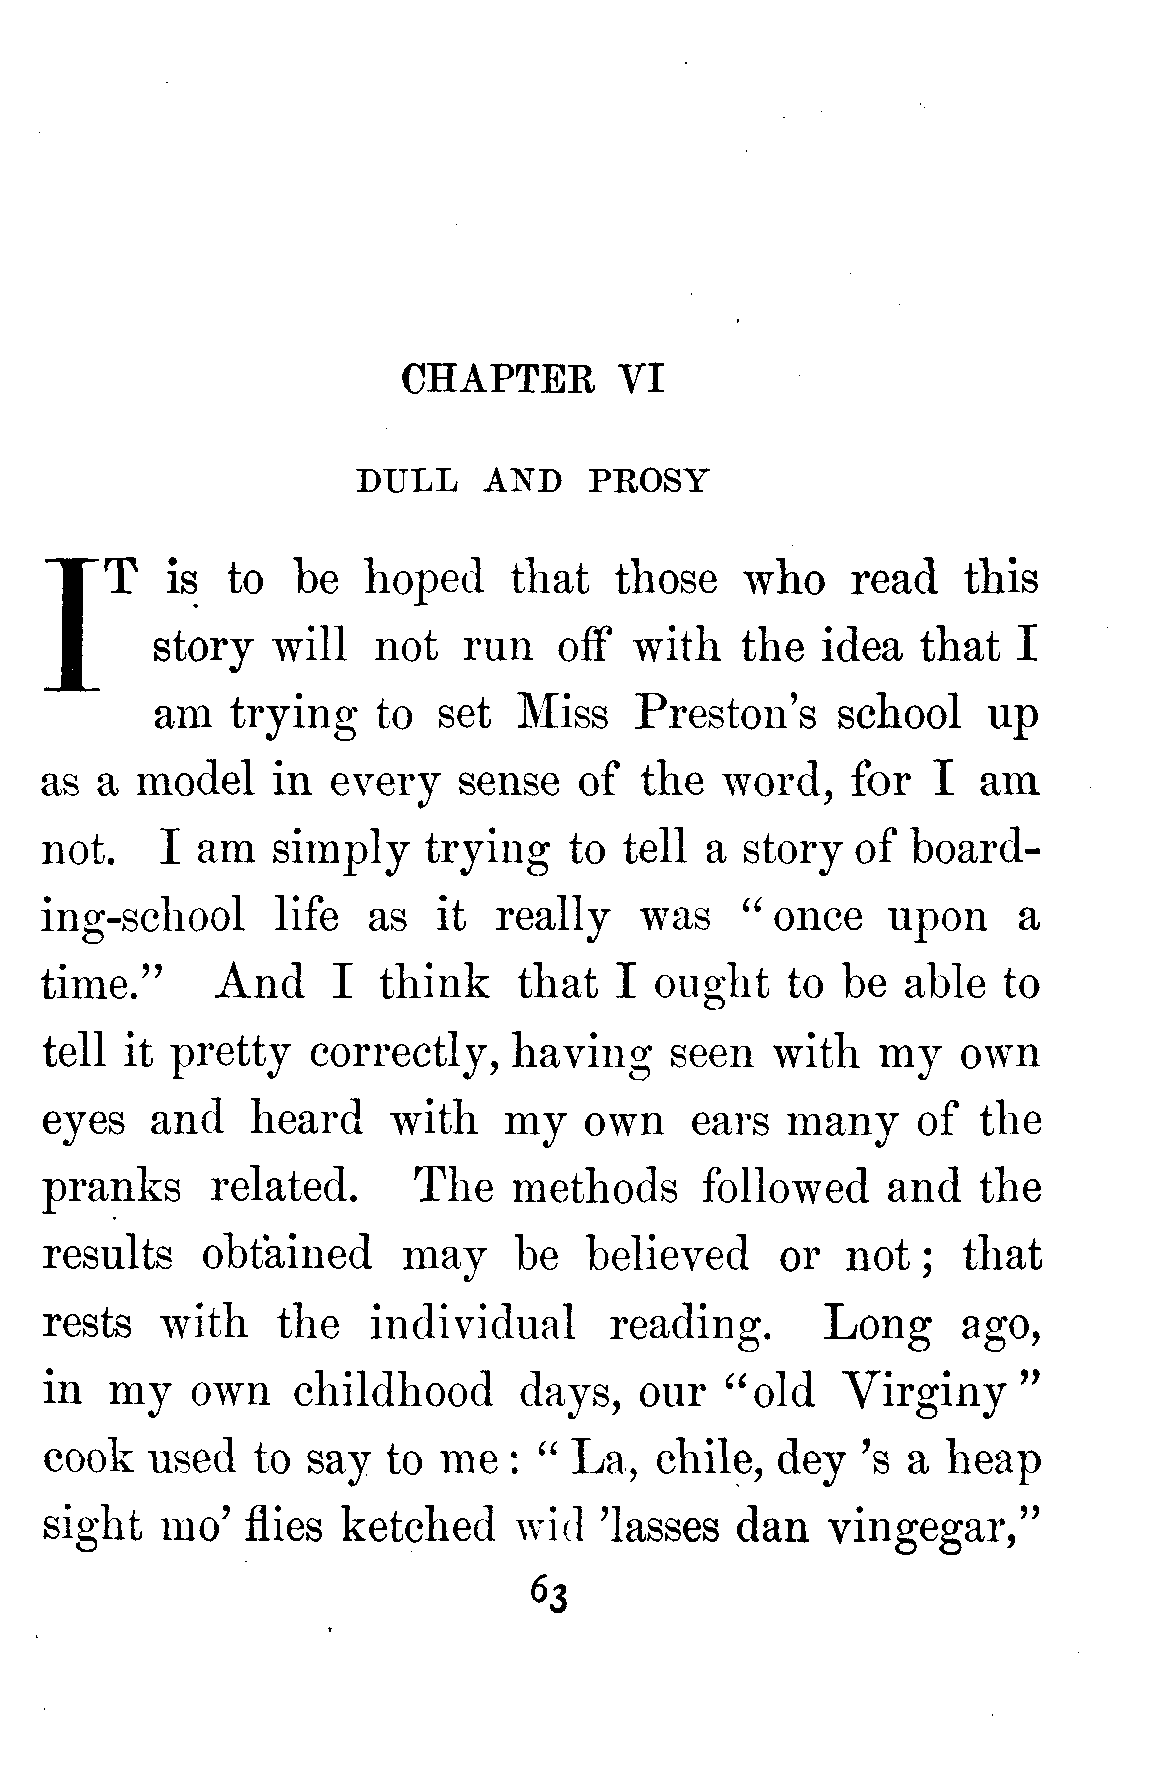 CHAPTER VI
DULL AND PROSY
IT is to be hoped that those who read this
story will not run off with the idea that I
am trying to set Miss Preston's school up
as a model in every sense of the word, for I am
not. I am simply trying to tell a story of board-
ing-school life as it really was "once upon a
time." And I think that I ought to be able to
tell it pretty correctly, having seen with my own
eyes and heard with my own ears many of the
pranks related. The methods followed and the
results obtained may be believed or not; that
rests with the individual reading. Long ago,
in my own childhood days, our "old Virginy"
cook used to say to me: "La, chile, dey 's a heap
sight mo' flies ketched wid 'lasses dan vingegar,"
63